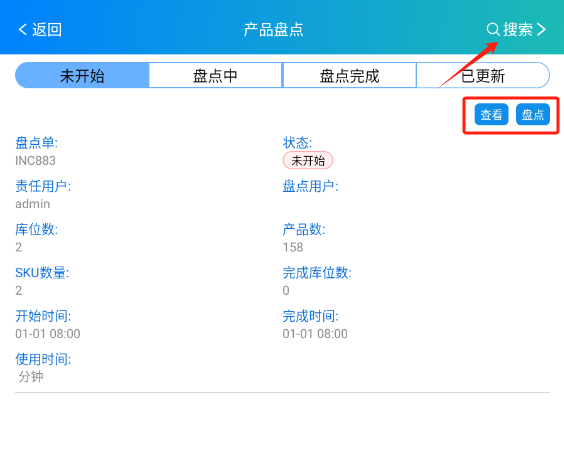 返回
产品盘点
搜索
未开始
盘点中
盘点完成
已更新
查看
盘点
盘点单:
状态:
INC883
未开始
责任用户:
盘点用户:
admin
库位数:
产品数:
2
158
SKU数量:
完成库位数:
2
0
开始时间:
完成时间:
01-01 08:00
01-01 08:00
使用时间:
分钟